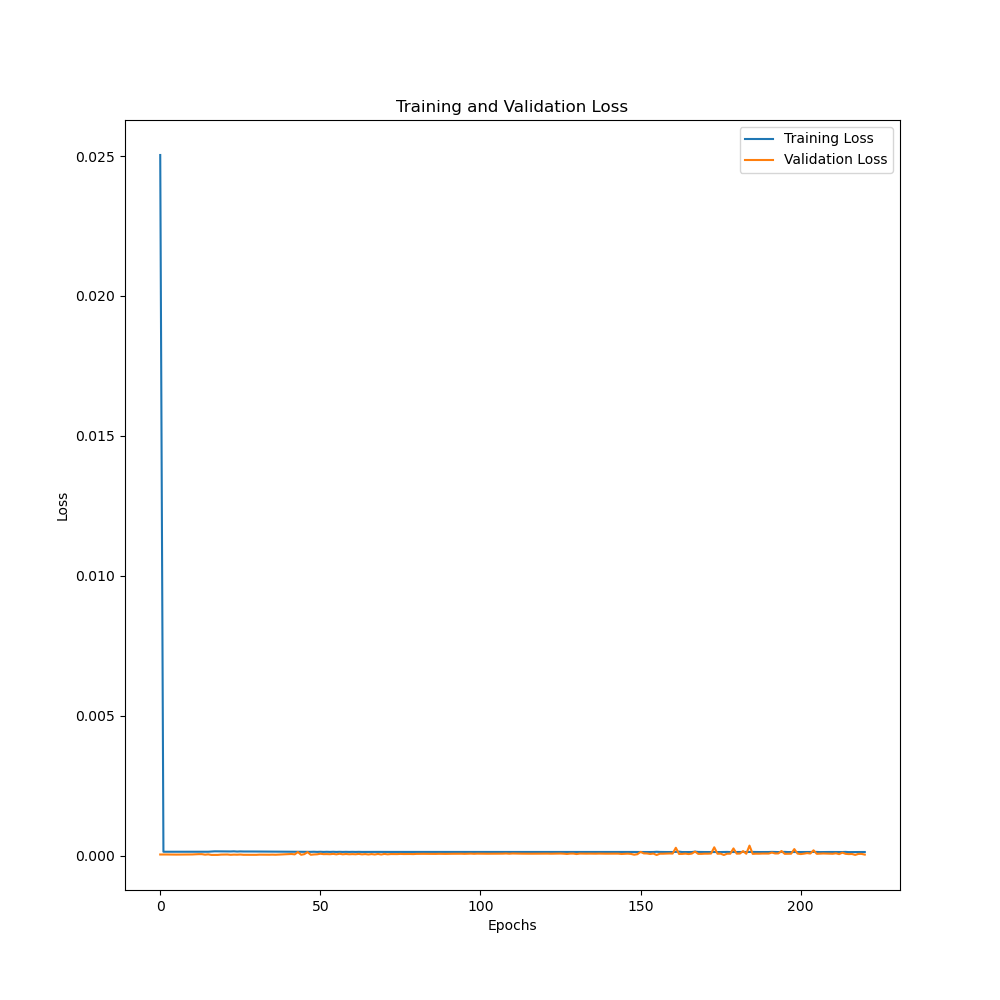 Training and Validation Loss
Training Loss
Validation Loss
0.025
0.020
0.015
0.010
0.005
0.000
Loss
0 50 100 150 200
Epochs